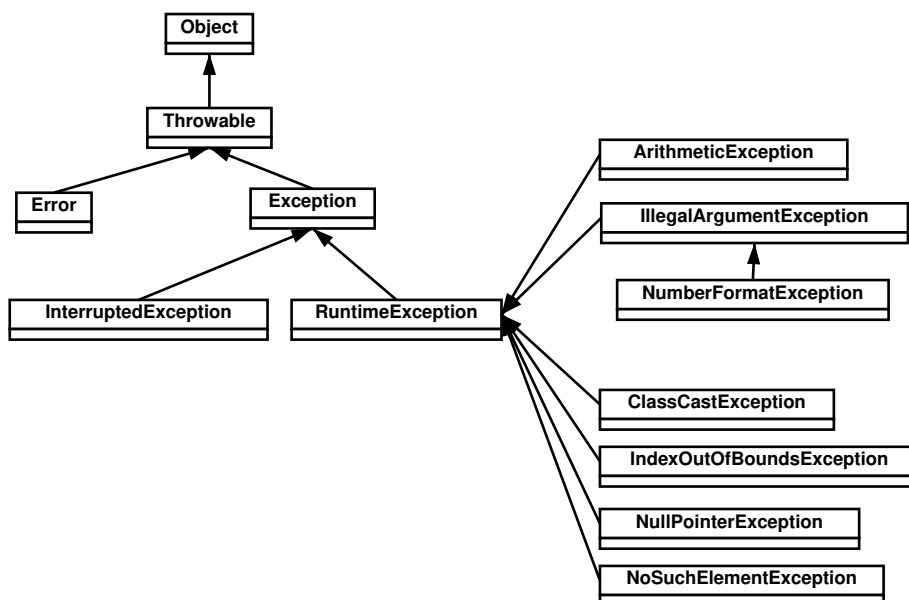 Object
Throwable
Error
Exception
InterruptedException
RuntimeException
ArithmeticException
IllegalArgumentException
NumberFormatException
ClassCastException
IndexOutOfBoundsException
NullPointerException
NoSuchElementException